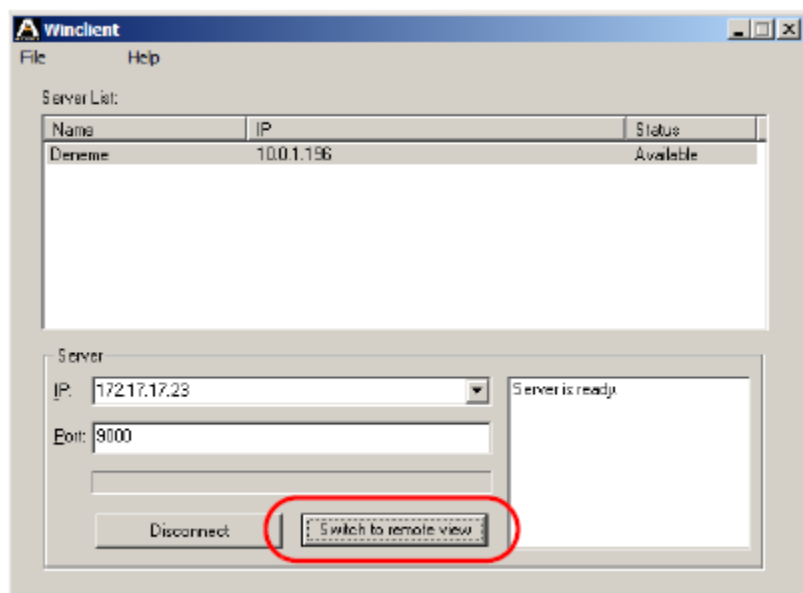 Winclient
File Help
Server List:
Name IP Status
Deneme 10.0.1.196 Available
Server
IP: 172.17.17.23
Server is ready.
Port: 9000
Disconnect Switch to remote view